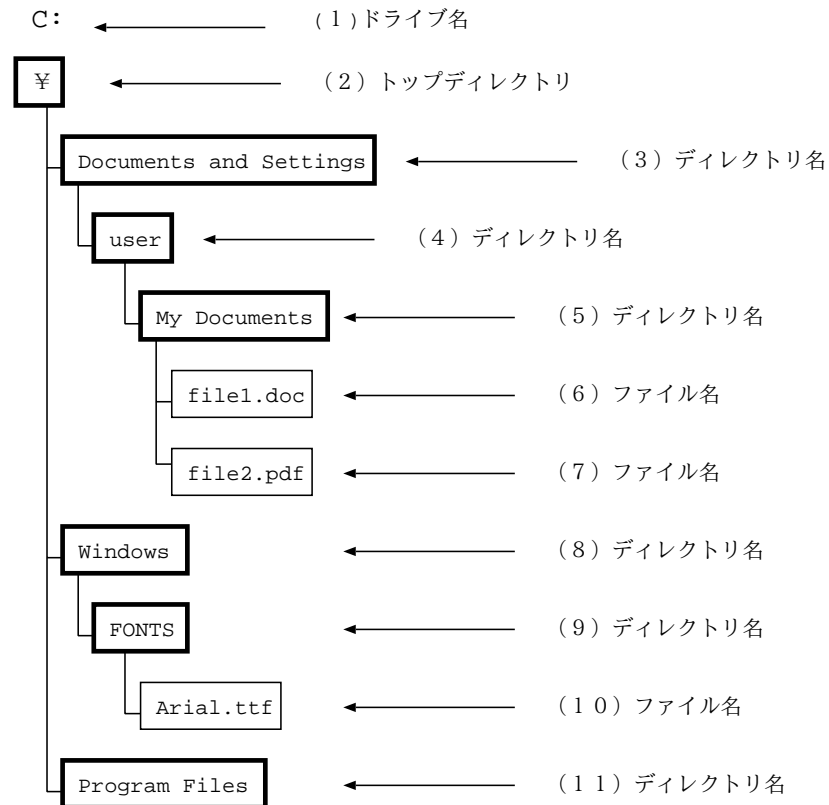 C: (１)ドライブ名
¥ （２）トップディレクトリ
Documents and Settings （３）ディレクトリ名
user （４）ディレクトリ名
My Documents （５）ディレクトリ名
file1.doc （６）ファイル名
file2.pdf （７）ファイル名
Windows （８）ディレクトリ名
FONTS （９）ディレクトリ名
Arial.ttf （１０）ファイル名
Program Files （１１）ディレクトリ名